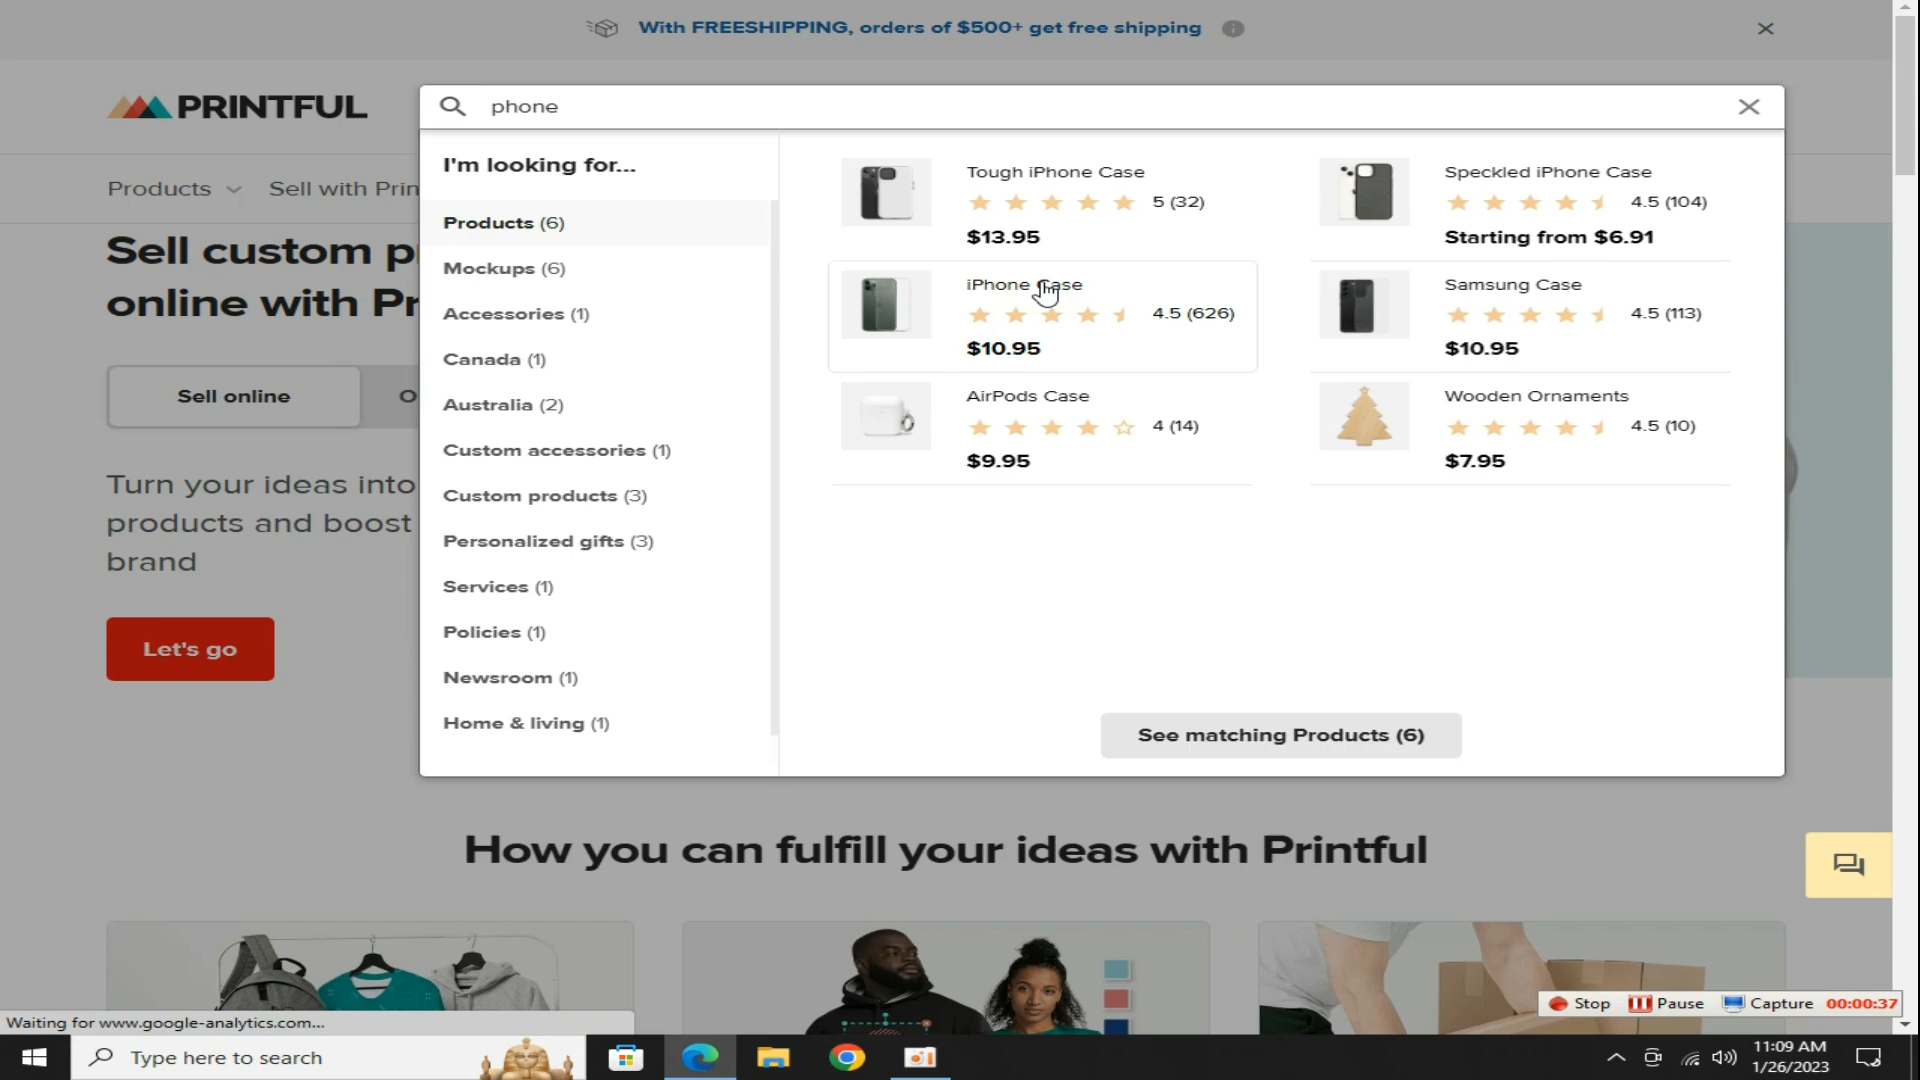 With FREESHIPPING, orders of $500+ get free shipping
PRINTFUL
phone
Products
Sell with Prin
Sell custom p
online with Pr
Sell online
O
Turn your ideas into
products and boost
brand
Let's go
I'm looking for...
Products (6)
Mockups (6)
Accessories (1)
Canada (1)
Australia (2)
Custom accessories (1)
Custom products (3)
Personalized gifts (3)
Services (1)
Policies (1)
Newsroom (1)
Home & living (1)
Tough iPhone Case
5 (32)
$13.95
Speckled iPhone Case
4.5 (104)
Starting from $6.91
iPhone Case
4.5 (626)
$10.95
Samsung Case
4.5 (113)
$10.95
AirPods Case
4 (14)
$9.95
Wooden Ornaments
4.5 (10)
$7.95
See matching Products (6)
How you can fulfill your ideas with Printful
Stop Pause Capture 00:00:37
Waiting for www.google-analytics.com...
Type here to search
11:09 AM
1/26/2023